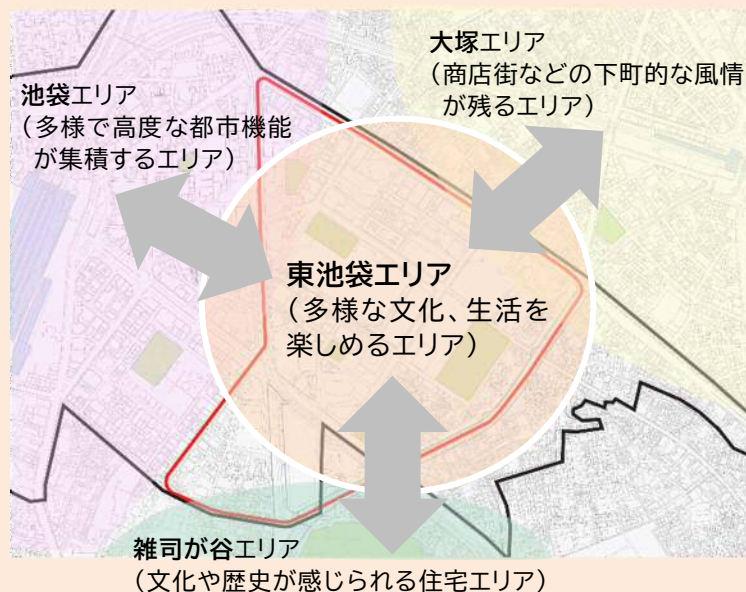 大塚エリア
（商店街などの下町的な風情
が残るエリア）
池袋エリア
（多様で高度な都市機能
が集積するエリア）
東池袋エリア
（多様な文化、生活を
楽しめるエリア）
雑司が谷エリア
（文化や歴史が感じられる住宅エリア）